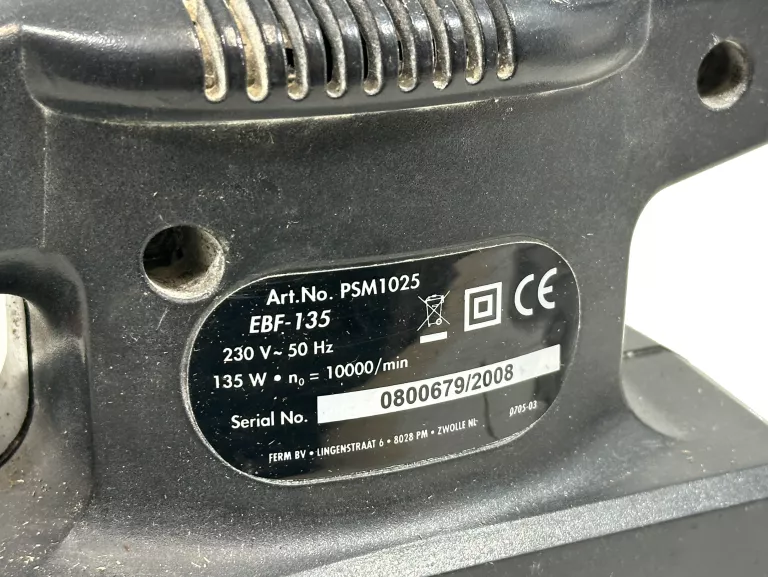 Art.No. PSM1025
EBF-135
230 V~ 50 Hz
135 W • n₀ = 10000/min
Serial No. 0800679/2008
0705-03
FERM BV • LINGENSTRAAT 6 • 8028 PM • ZWOLLE NL
CE